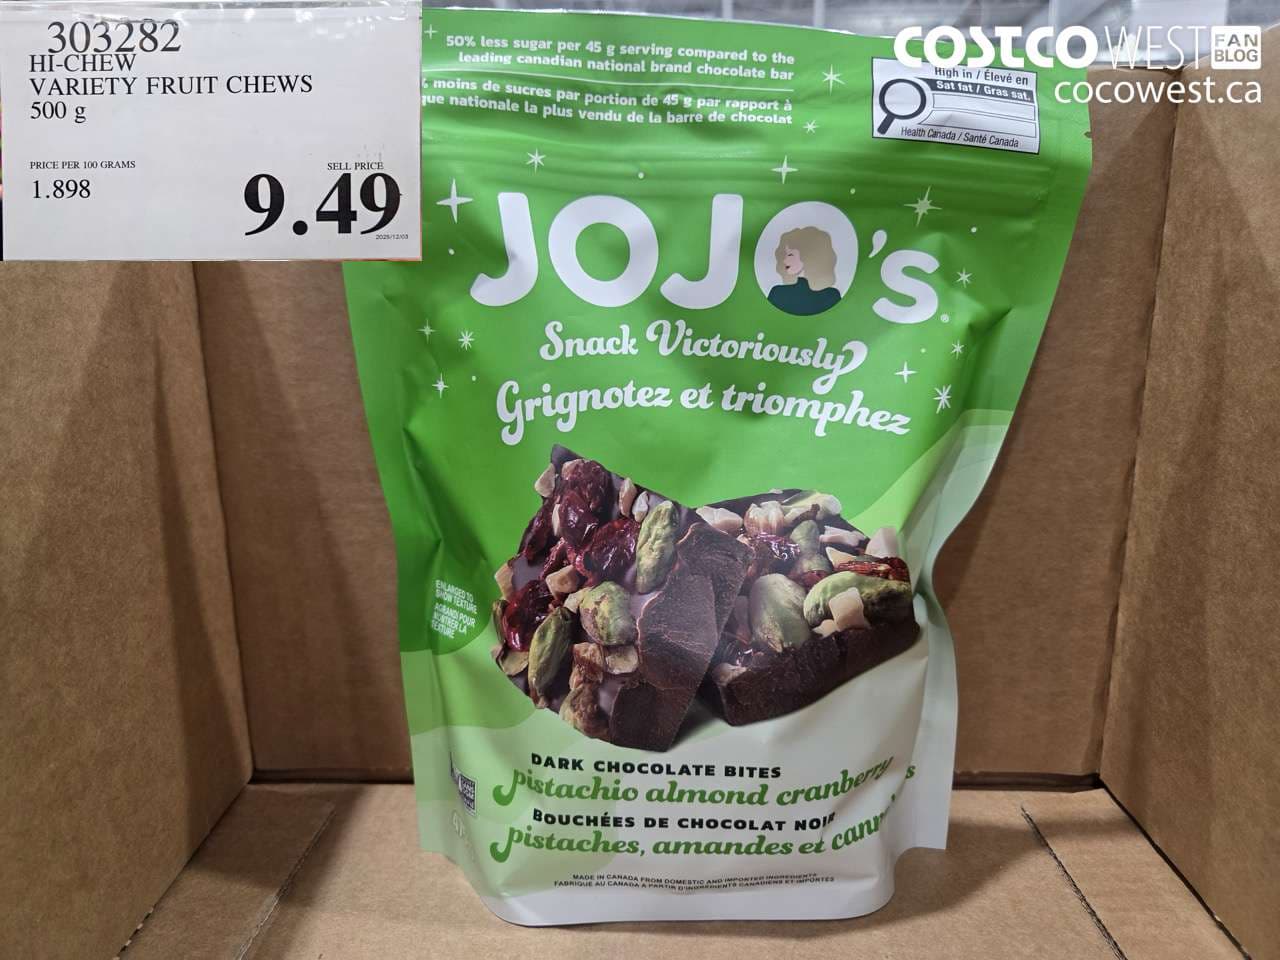 303282
HI-CHEW
VARIETY FRUIT CHEWS
500 g
PRICE PER 100 GRAMS
1.898
SELL PRICE
9.49
2025/12/03
COSTCO WEST FAN BLOG
cocowest.ca
50% less sugar per 45 g serving compared to the
leading canadian national brand chocolate bar
% moins de sucres par portion de 45 g par rapport à
que nationale la plus vendu de la barre de chocolat
High in / Élevé en
Sat fat / Gras sat.
Health Canada / Santé Canada
JOJO's®
Snack Victoriously
Grignotez et triomphez
ENLARGED TO
SHOW TEXTURE
AGRANDI POUR
MONTRER LA
TEXTURE
DARK CHOCOLATE BITES
pistachio almond cranberry
BOUCHÉES DE CHOCOLAT NOIR
pistaches, amandes et cann
MADE IN CANADA FROM DOMESTIC AND IMPORTED INGREDIENTS
FABRIQUÉ AU CANADA À PARTIR D'INGRÉDIENTS CANADIENS ET IMPORTÉS